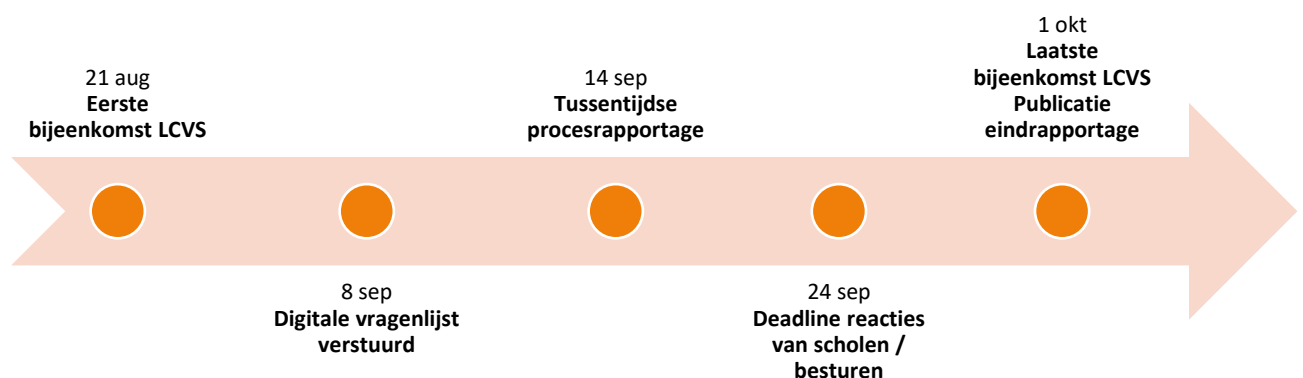 21 aug
Eerste
bijeenkomst LCVS
8 sep
Digitale vragenlijst
verstuurd
14 sep
Tussentijdse
procesrapportage
24 sep
Deadline reacties
van scholen /
besturen
1 okt
Laatste
bijeenkomst LCVS
Publicatie
eindrapportage